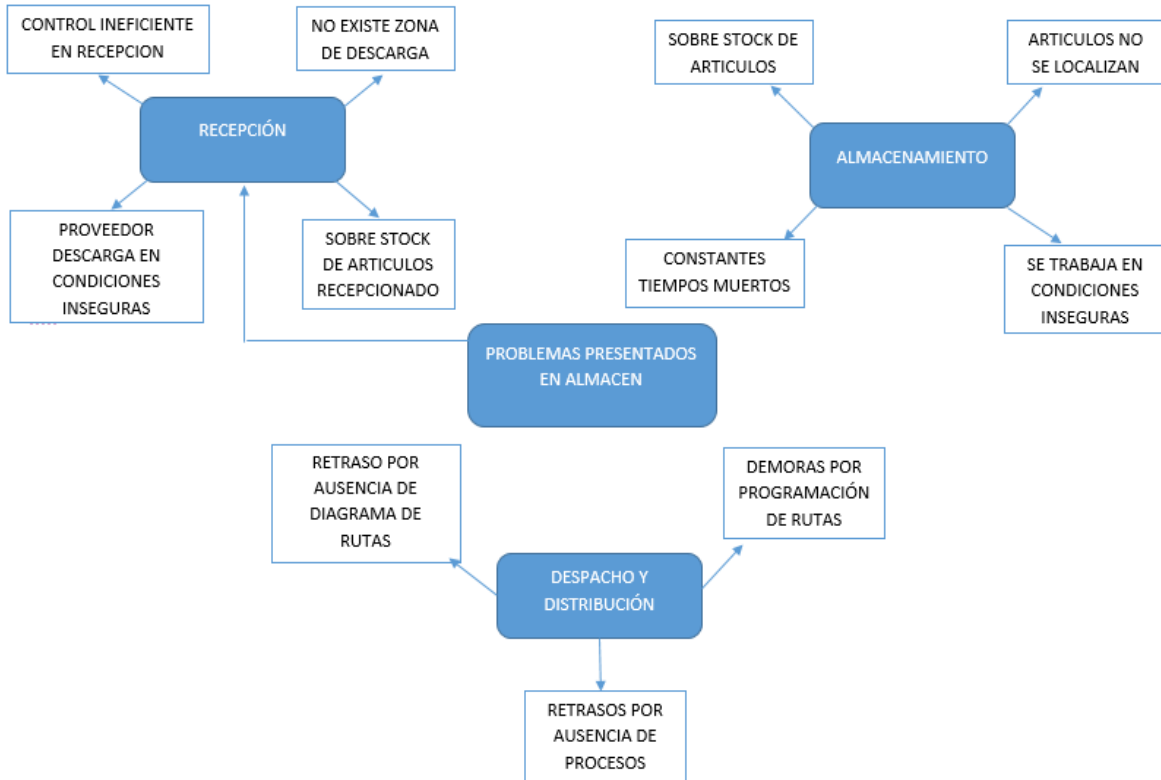 CONTROL INEFICIENTE
EN RECEPCION
NO EXISTE ZONA
DE DESCARGA
RECEPCIÓN
PROVEEDOR
DESCARGA EN
CONDICIONES
INSEGURAS
SOBRE STOCK
DE ARTICULOS
RECEPCIONADO
SOBRE STOCK DE
ARTICULOS
ARTICULOS NO
SE LOCALIZAN
ALMACENAMIENTO
CONSTANTES
TIEMPOS MUERTOS
SE TRABAJA EN
CONDICIONES
INSEGURAS
PROBLEMAS PRESENTADOS
EN ALMACEN
RETRASO POR
AUSENCIA DE
DIAGRAMA DE
RUTAS
DEMORAS POR
PROGRAMACIÓN
DE RUTAS
DESPACHO Y
DISTRIBUCIÓN
RETRASOS POR
AUSENCIA DE
PROCESOS